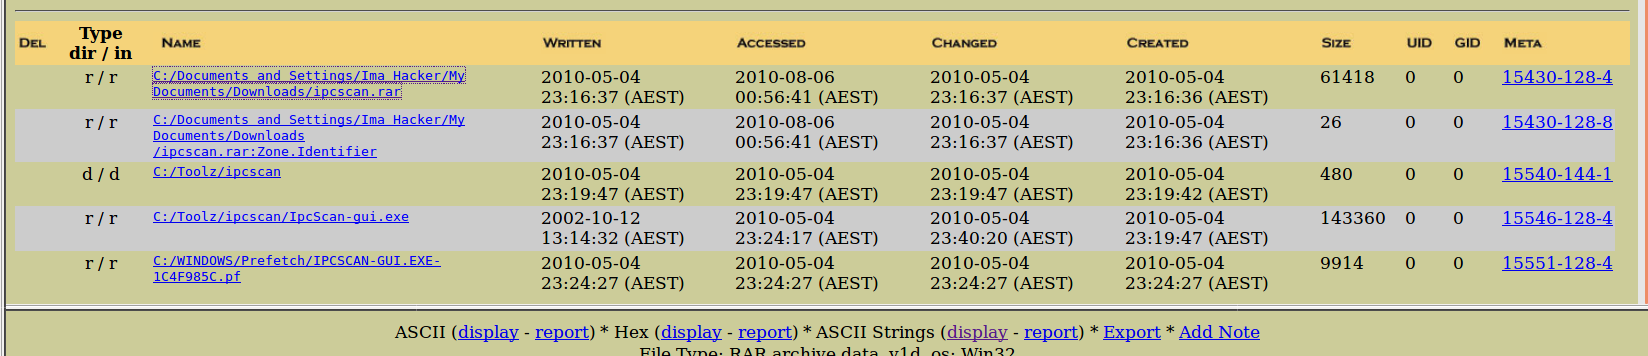 Del Type dir / in Name Written Accessed Changed Created Size UID GID Meta
r / r C:/Documents and Settings/Ima Hacker/My 2010-05-04 2010-08-06 2010-05-04 2010-05-04 61418 0 0 15430-128-4
Documents/Downloads/ipcscan.rar 23:16:37 (AEST) 00:56:41 (AEST) 23:16:37 (AEST) 23:16:36 (AEST)
r / r C:/Documents and Settings/Ima Hacker/My 2010-05-04 2010-08-06 2010-05-04 2010-05-04 26 0 0 15430-128-8
Documents/Downloads 23:16:37 (AEST) 00:56:41 (AEST) 23:16:37 (AEST) 23:16:36 (AEST)
/ipcscan.rar:Zone.Identifier
d / d C:/Toolz/ipcscan 2010-05-04 2010-05-04 2010-05-04 2010-05-04 480 0 0 15540-144-1
23:19:47 (AEST) 23:19:47 (AEST) 23:19:47 (AEST) 23:19:42 (AEST)
r / r C:/Toolz/ipcscan/IpcScan-gui.exe 2002-10-12 2010-05-04 2010-05-04 2010-05-04 143360 0 0 15546-128-4
13:14:32 (AEST) 23:24:17 (AEST) 23:40:20 (AEST) 23:19:47 (AEST)
r / r C:/WINDOWS/Prefetch/IPCSCAN-GUI.EXE- 2010-05-04 2010-05-04 2010-05-04 2010-05-04 9914 0 0 15551-128-4
1C4F985C.pf 23:24:27 (AEST) 23:24:27 (AEST) 23:24:27 (AEST) 23:24:27 (AEST)
ASCII (display - report) * Hex (display - report) * ASCII Strings (display - report) * Export * Add Note
File Type: RAR archive data, v1d, os: Win32